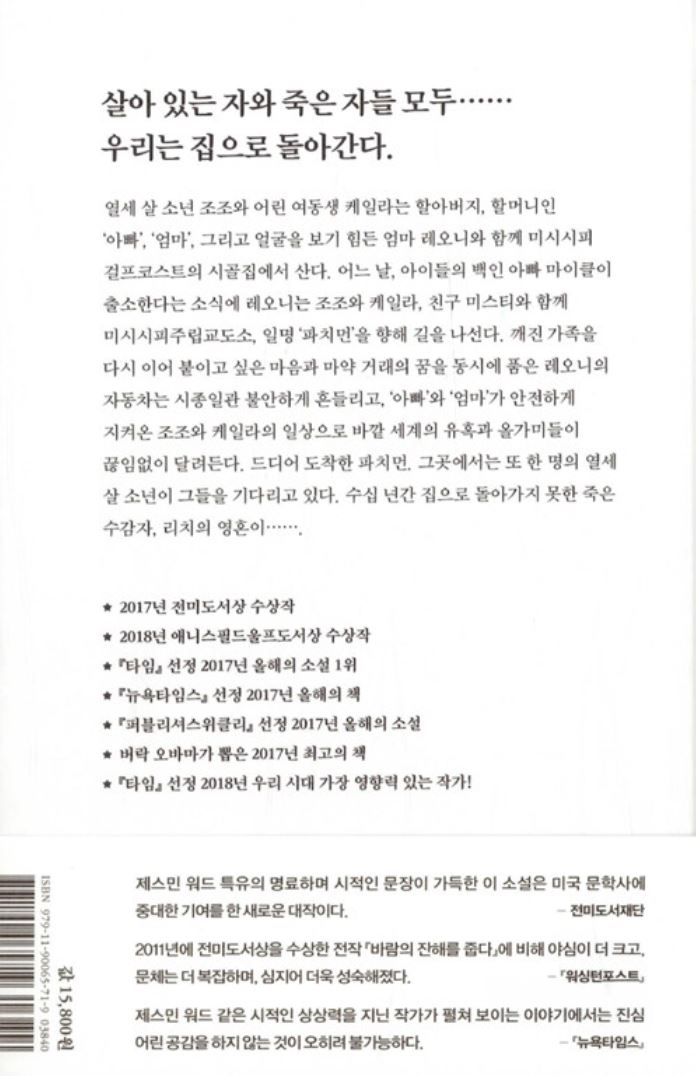 살아 있는 자와 죽은 자들 모두……
우리는 집으로 돌아간다.
열세 살 소년 조조와 어린 여동생 케일라는 할아버지, 할머니인
‘아빠’, ‘엄마’, 그리고 얼굴을 보기 힘든 엄마 레오니와 함께 미시시피
걸프코스트의 시골집에서 산다. 어느 날, 아이들의 백인 아빠 마이클이
출소한다는 소식에 레오니는 조조와 케일라, 친구 미스티와 함께
미시시피주립교도소, 일명 ‘파치먼’을 향해 길을 나선다. 깨진 가족을
다시 이어 붙이고 싶은 마음과 마약 거래의 꿈을 동시에 품은 레오니의
자동차는 시종일관 불안하게 흔들리고, ‘아빠’와 ‘엄마’가 안전하게
지켜온 조조와 케일라의 일상으로 바깥 세계의 유혹과 올가미들이
끊임없이 달려든다. 드디어 도착한 파치먼. 그곳에서는 또 한 명의 열세
살 소년이 그들을 기다리고 있다. 수십 년간 집으로 돌아가지 못한 죽은
수감자, 리치의 영혼이…….
★ 2017년 전미도서상 수상작
★ 2018년 애니스필드울프도서상 수상작
★ 『타임』 선정 2017년 올해의 소설 1위
★ 『뉴욕타임스』 선정 2017년 올해의 책
★ 『퍼블리셔스위클리』 선정 2017년 올해의 소설
★ 버락 오바마가 뽑은 2017년 최고의 책
★ 『타임』 선정 2018년 우리 시대 가장 영향력 있는 작가!
제스민 워드 특유의 명료하며 시적인 문장이 가득한 이 소설은 미국 문학사에
중대한 기여를 한 새로운 대작이다. – 전미도서재단
2011년에 전미도서상을 수상한 전작 『바람의 잔해를 줍다』에 비해 야심이 더 크고,
문체는 더 복잡하며, 심지어 더욱 성숙해졌다. – 『워싱턴포스트』
제스민 워드 같은 시적인 상상력을 지닌 작가가 펼쳐 보이는 이야기에서는 진심
어린 공감을 하지 않는 것이 오히려 불가능하다. – 『뉴욕타임스』
ISBN 979-11-90065-71-9 03840
값 15,800원